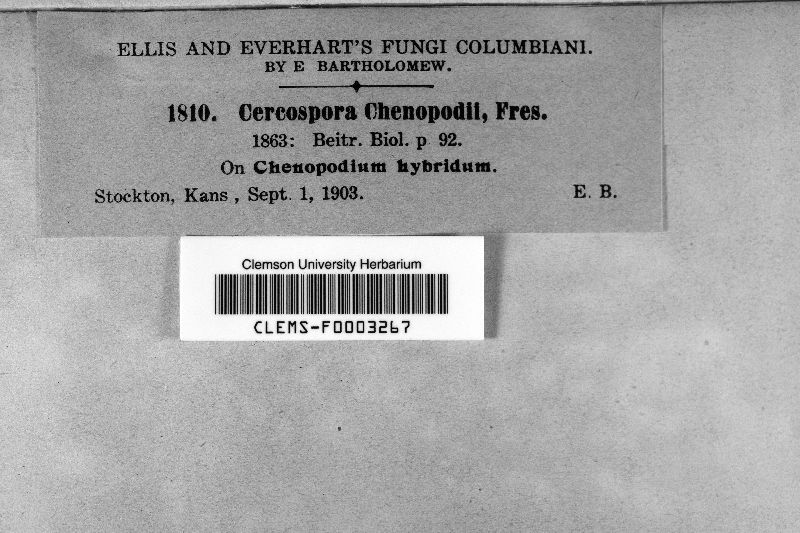 ELLIS AND EVERHART'S FUNGI COLUMBIANI.
BY E BARTHOLOMEW.
1810. Cercospora Chenopodii, Fres.
1863: Beitr. Biol. p 92.
On Chenopodium hybridum.
Stockton, Kans, Sept. 1, 1903. E. B.
Clemson University Herbarium
CLEMS-F0003267